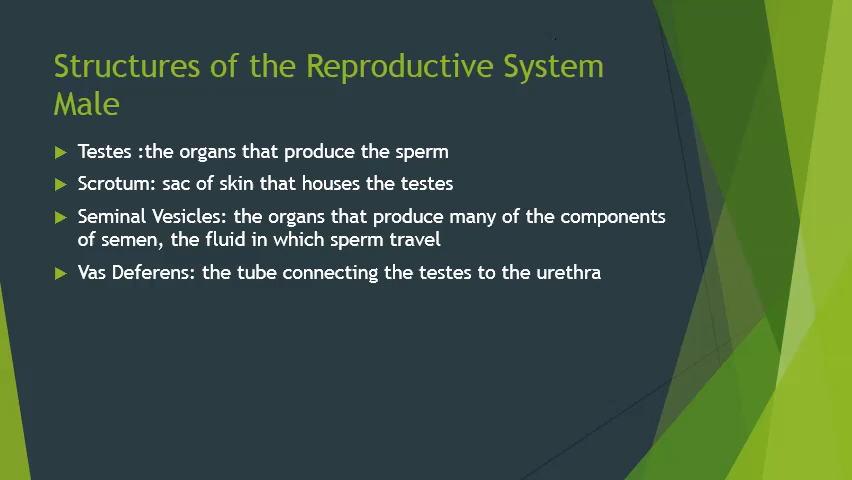 Structures of the Reproductive System
Male
Testes :the organs that produce the sperm
Scrotum: sac of skin that houses the testes
Seminal Vesicles: the organs that produce many of the components
of semen, the fluid in which sperm travel
Vas Deferens: the tube connecting the testes to the urethra